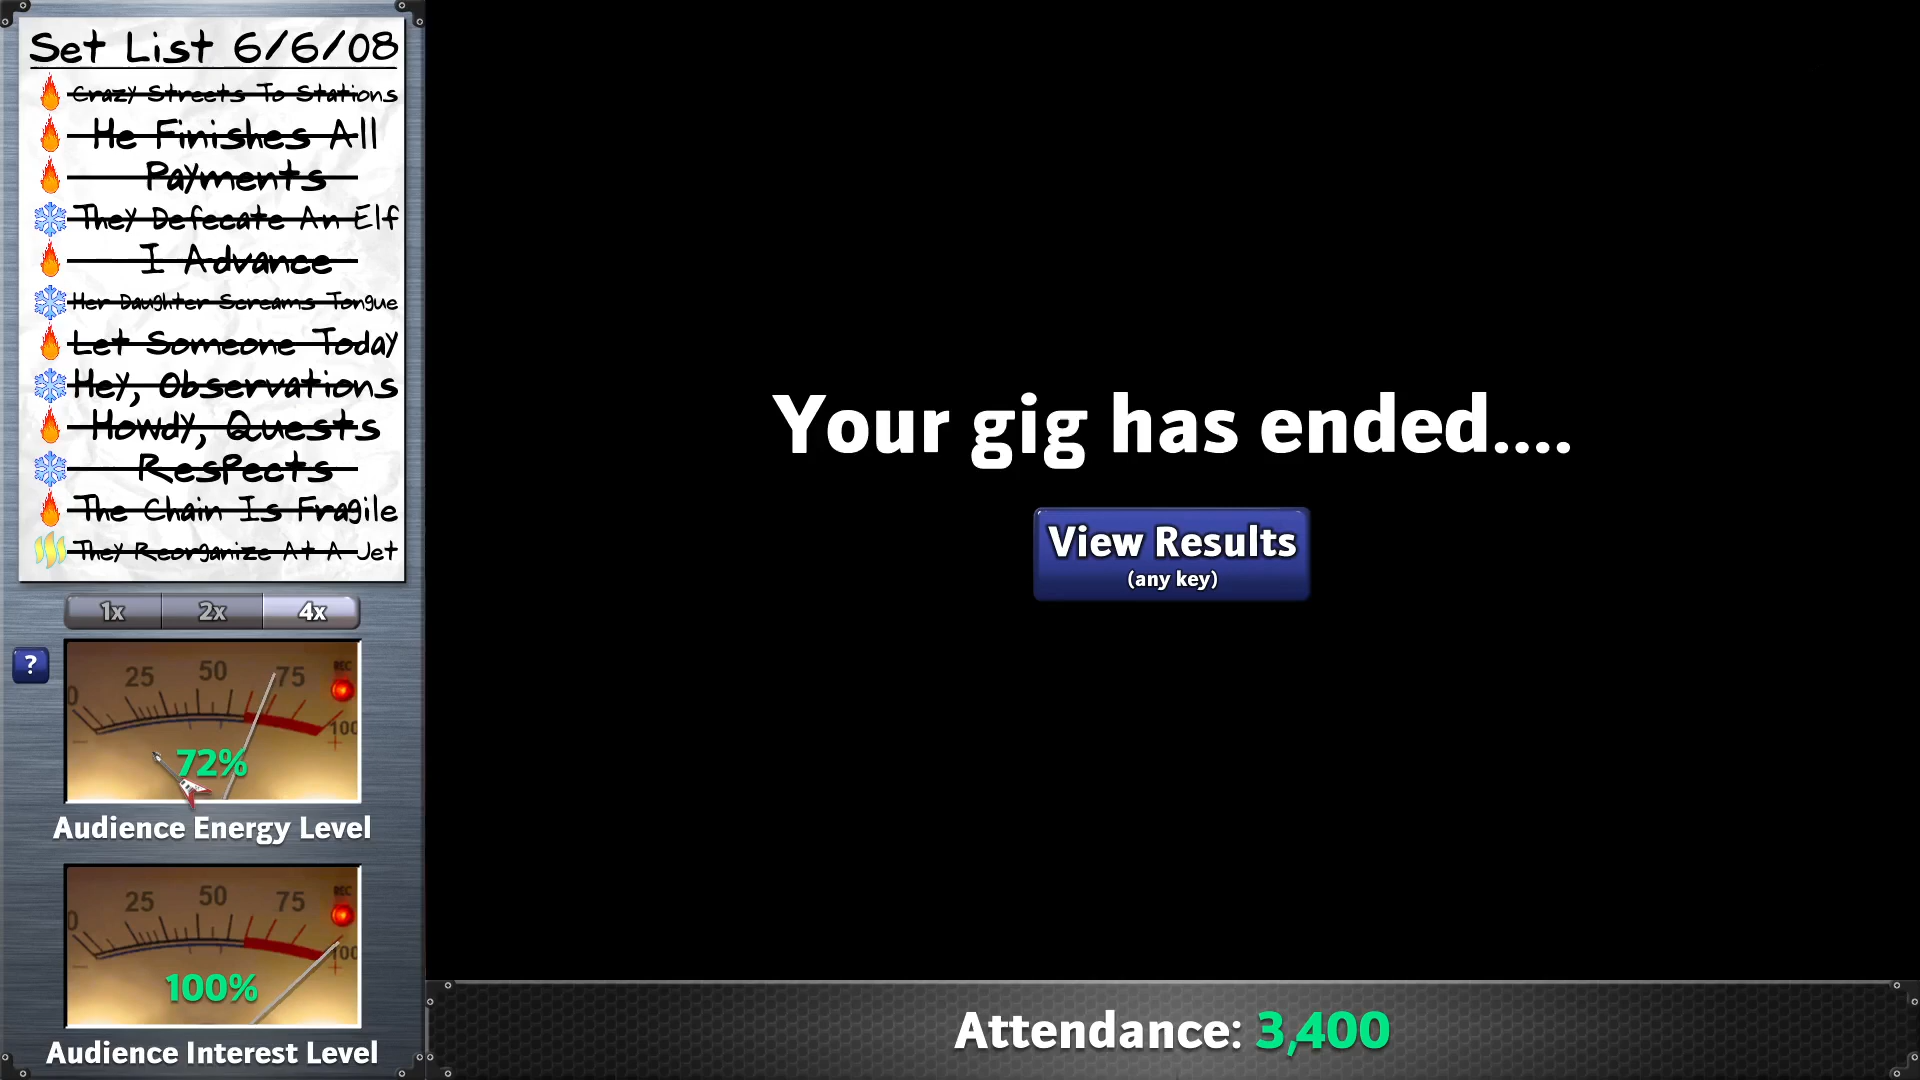 Set List 6/6/08
Crazy Streets To Stations
He Finishes All
Payments
They Defecate An Elf
I Advance
Her Daughter Screams Tongue
Let Someone Today
Hey, Observations
Howdy, Quests
Respects
The Chain Is Fragile
They Reorganize At A Jet
1x 2x 4x
?
0 25 50 75 100
REC
- +
72%
Audience Energy Level
0 25 50 75 100
REC
- +
100%
Audience Interest Level
Your gig has ended....
View Results
(any key)
Attendance: 3,400